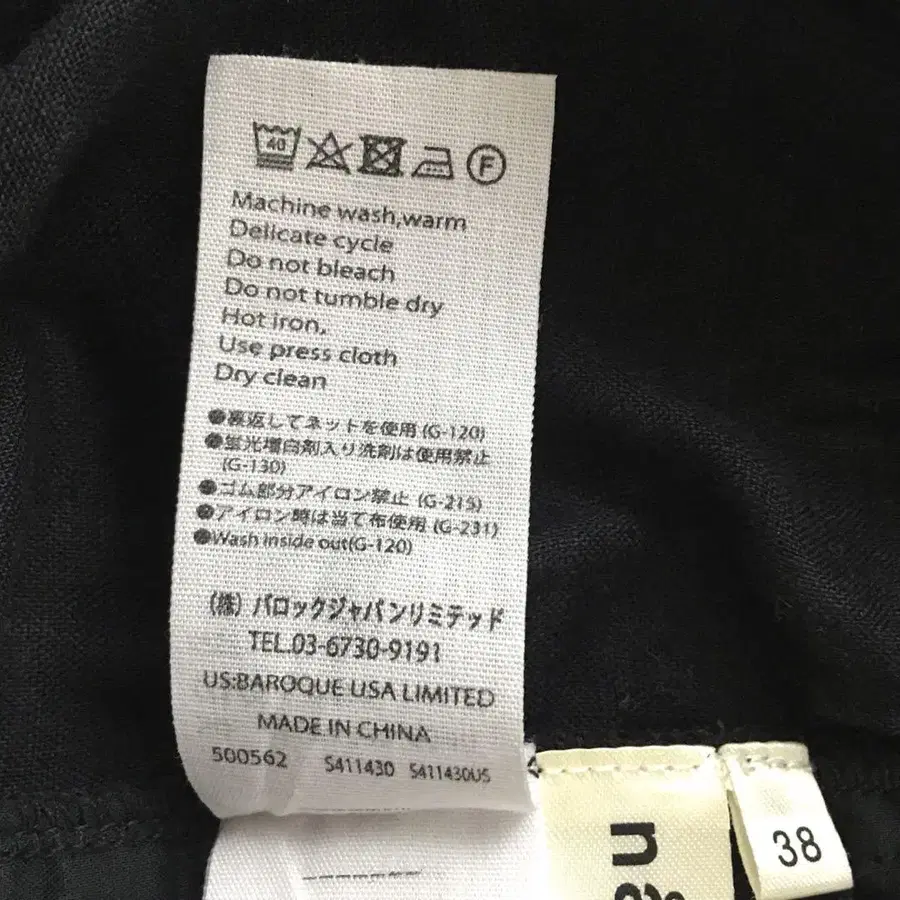 40
F
Machine wash,warm
Delicate cycle
Do not bleach
Do not tumble dry
Hot iron,
Use press cloth
Dry clean
●裏返してネットを使用 (G-120)
●蛍光増白剤入り洗剤は使用禁止
(G-130)
●ゴム部分アイロン禁止 (G-215)
●アイロン時は当て布使用 (G-231)
●Wash inside out(G-120)
(株) バロックジャパンリミテッド
TEL.03-6730-9191
US:BAROQUE USA LIMITED
MADE IN CHINA
500562 S411430 S411430US
38